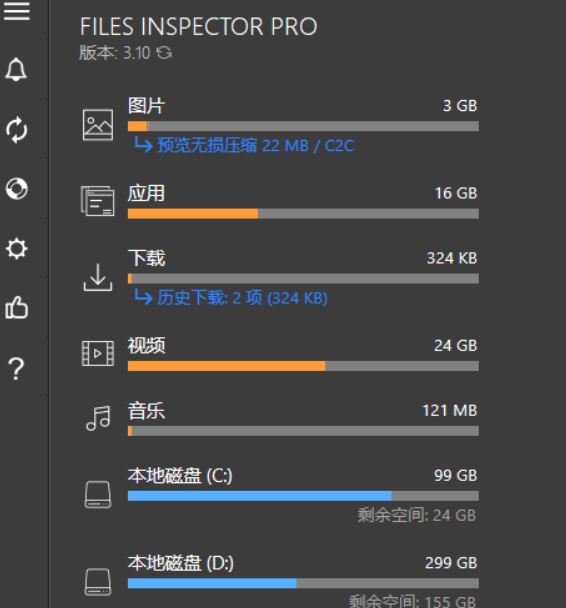 FILES INSPECTOR PRO
版本: 3.10
图片 3 GB
预览无损压缩 22 MB / C2C
应用 16 GB
下载 324 KB
历史下载: 2 项 (324 KB)
视频 24 GB
音乐 121 MB
本地磁盘 (C:) 99 GB
剩余空间: 24 GB
本地磁盘 (D:) 299 GB
剩余空间: 155 GB